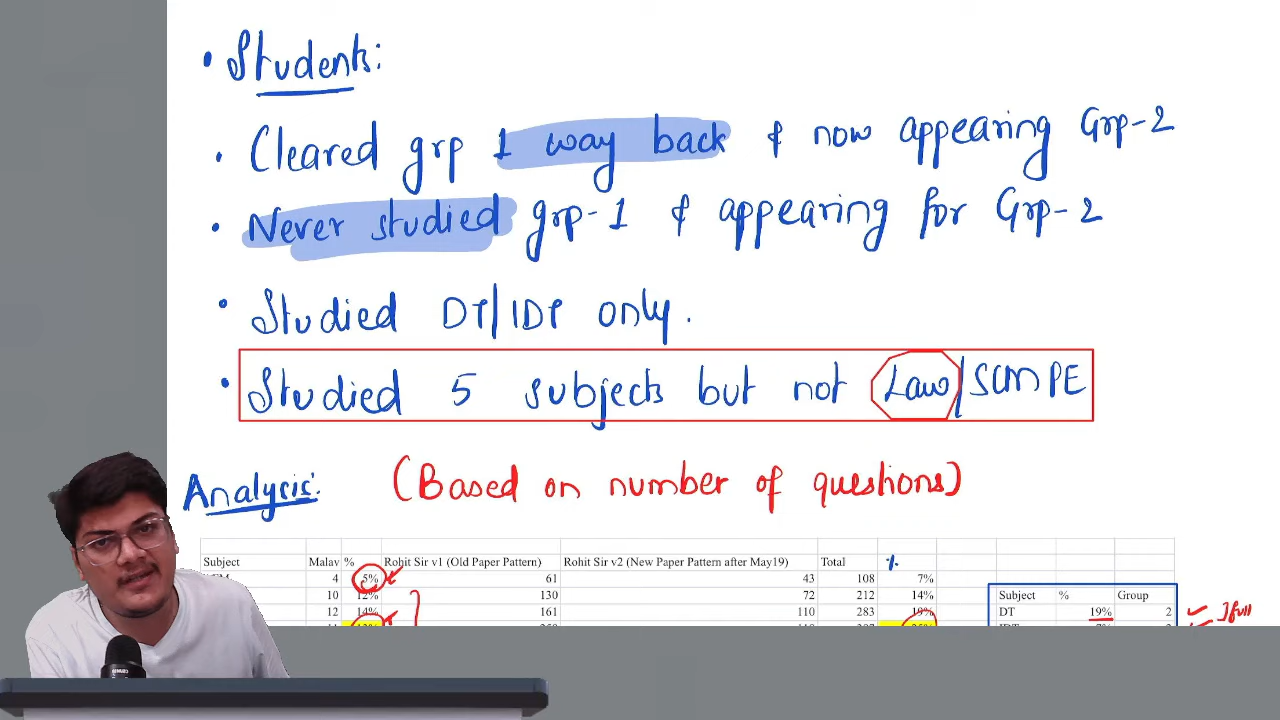 • Students:
• Cleared grp 1 way back & now appearing Grp-2
• Never studied grp-1 & appearing for Grp-2
• Studied DT/IDT only.
• Studied 5 subjects but not Law/SCMPE
Analysis: (Based on number of questions)
Subject Malav % Rohit Sir v1 (Old Paper Pattern) Rohit Sir v2 (New Paper Pattern after May19) Total %
4 5% 61 43 108 7%
10 12% 130 72 212 14%
12 14% 161 110 283 19%
Subject % Group
DT 19% 2 full